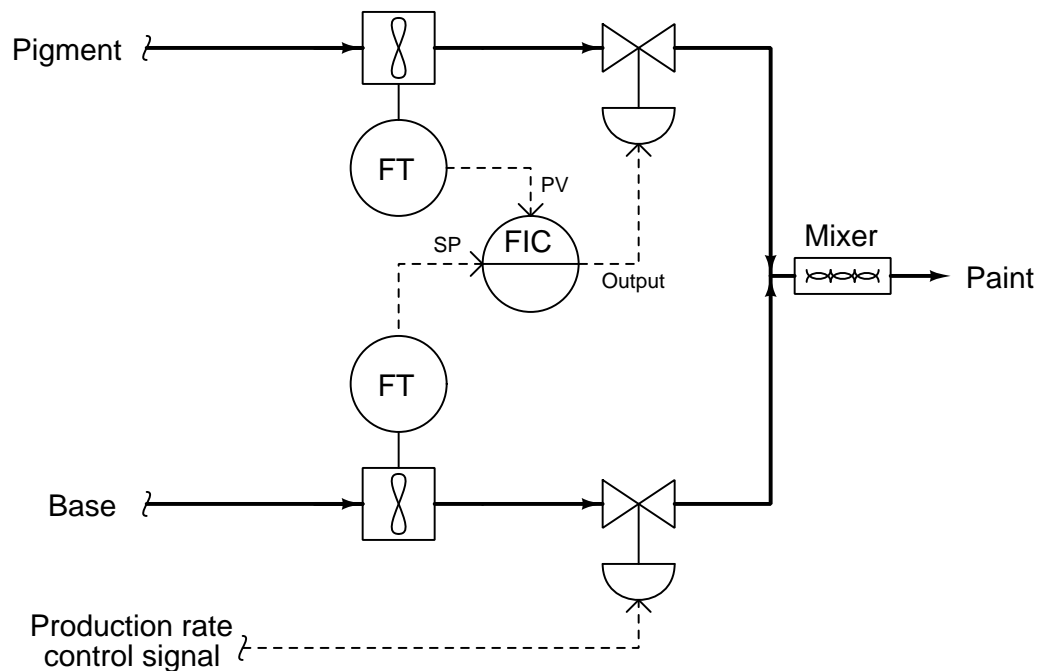 Pigment
FT
PV
SP
FIC
Output
Mixer
Paint
FT
Base
Production rate
control signal